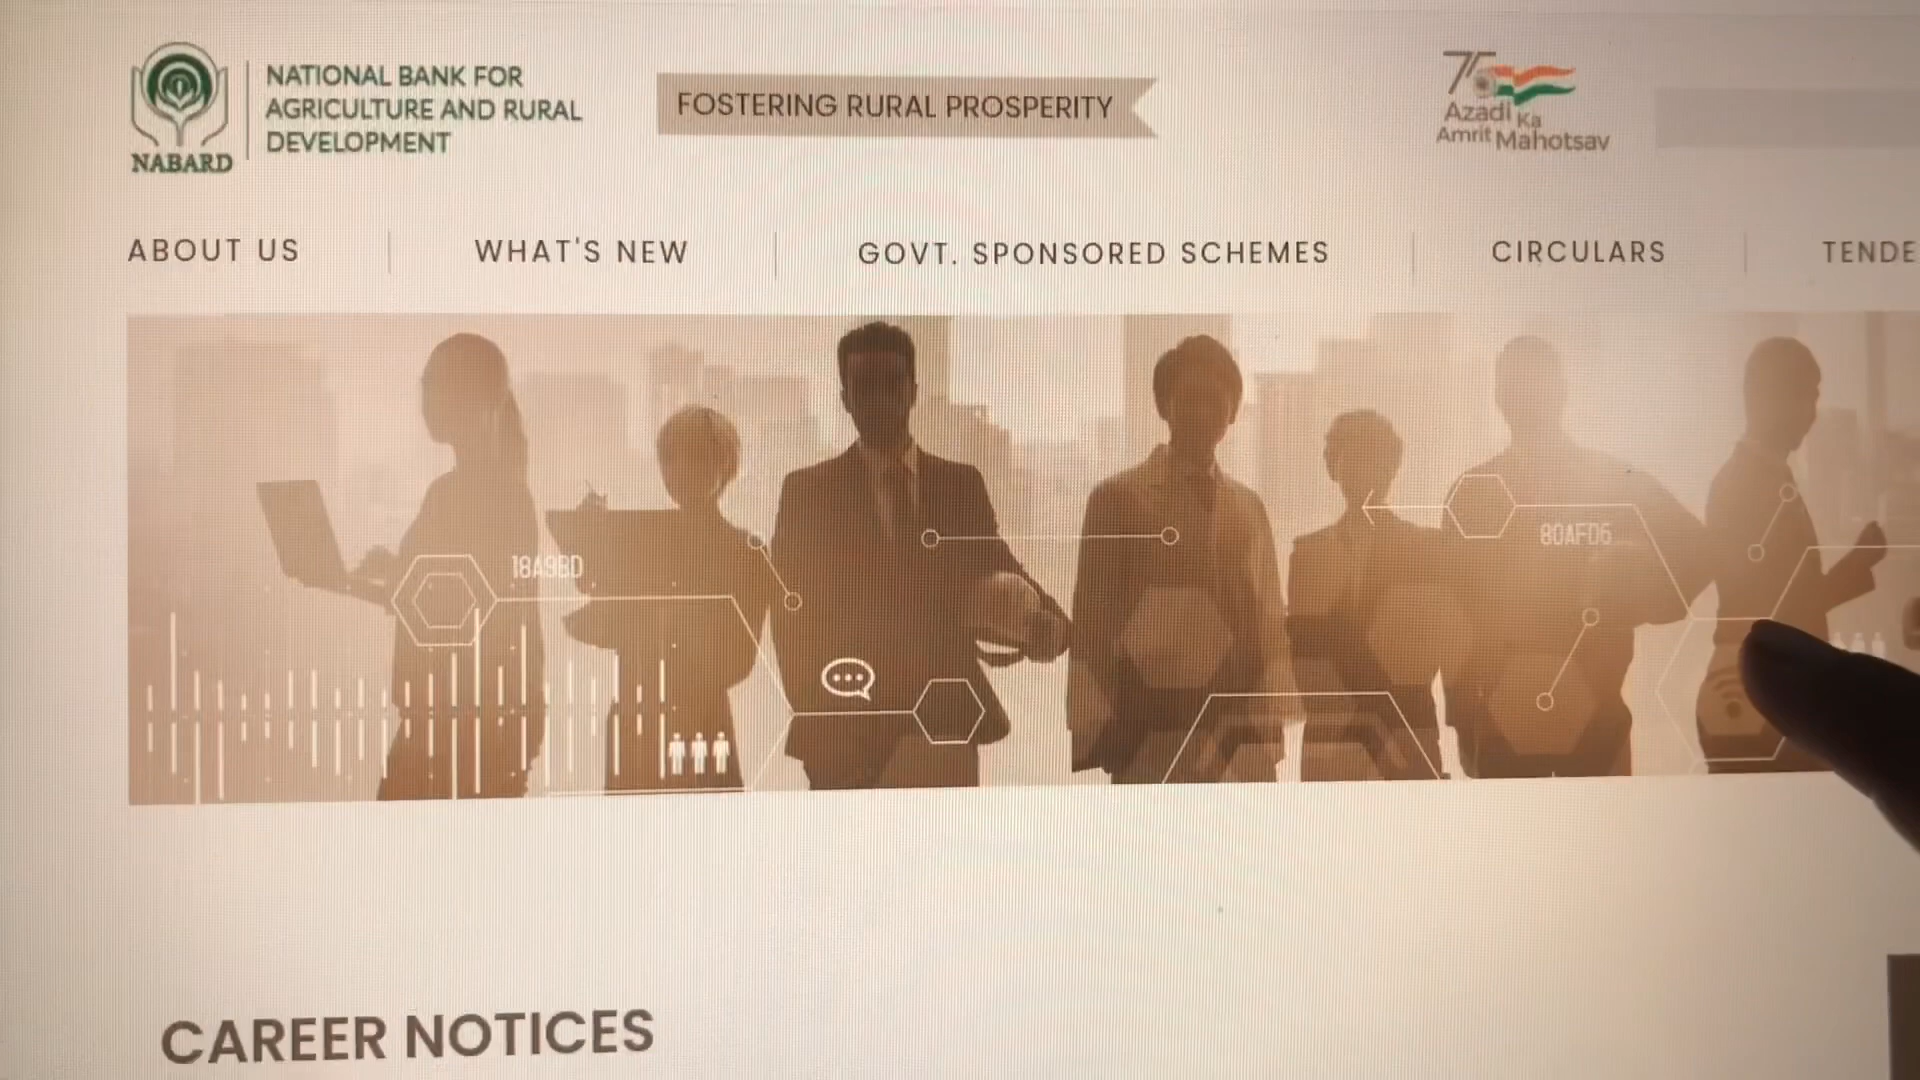 NATIONAL BANK FOR
AGRICULTURE AND RURAL
DEVELOPMENT
NABARD
FOSTERING RURAL PROSPERITY
75
Azadi Ka
Amrit Mahotsav
ABOUT US
WHAT'S NEW
GOVT. SPONSORED SCHEMES
CIRCULARS
TENDE
18A9BD
80AFD6
CAREER NOTICES